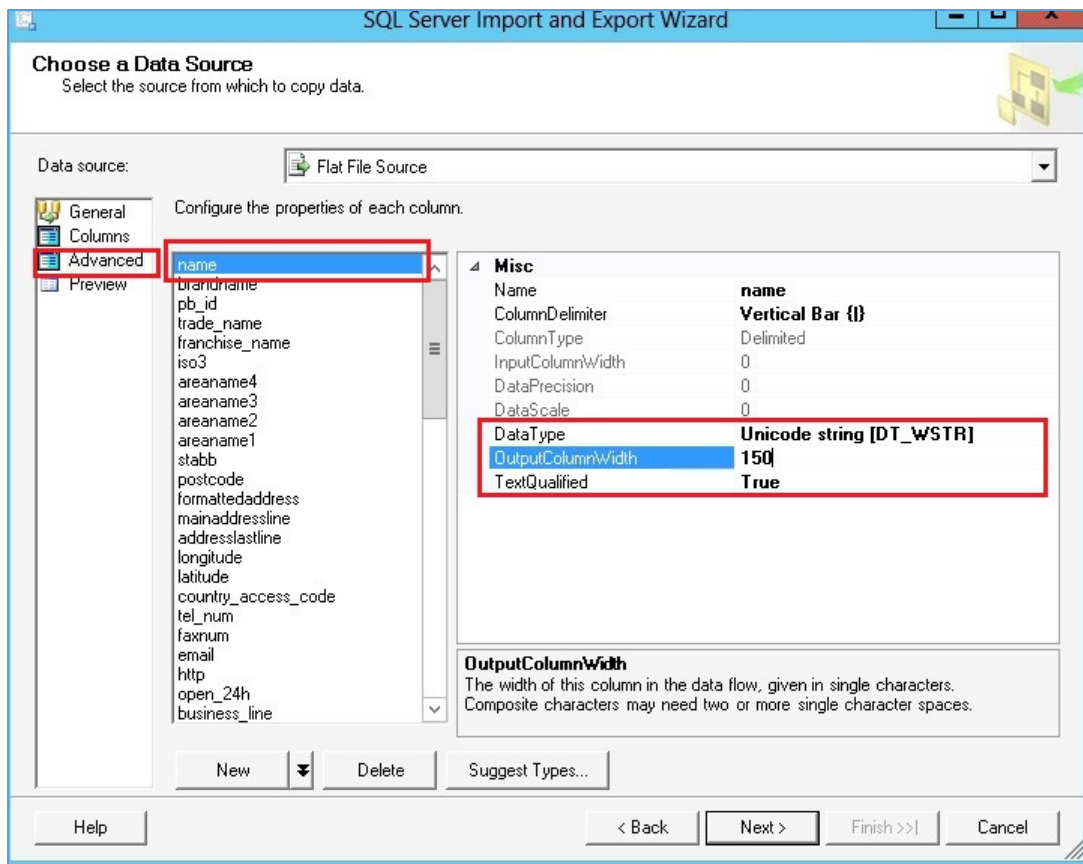 SQL Server Import and Export Wizard
Choose a Data Source
Select the source from which to copy data.
Data source:
Flat File Source
General
Columns
Advanced
Preview
Configure the properties of each column.
name
brandname
pb_id
trade_name
franchise_name
iso3
areaname4
areaname3
areaname2
areaname1
stabb
postcode
formattedaddress
mainaddressline
addresslastline
longitude
latitude
country_access_code
tel_num
faxnum
email
http
open_24h
business_line
Misc
Name name
ColumnDelimiter Vertical Bar {|}
ColumnType Delimited
InputColumnWidth 0
DataPrecision 0
DataScale 0
DataType Unicode string [DT_WSTR]
OutputColumnWidth 150
TextQualified True
OutputColumnWidth
The width of this column in the data flow, given in single characters.
Composite characters may need two or more single character spaces.
New Delete Suggest Types...
Help < Back Next > Finish >>| Cancel